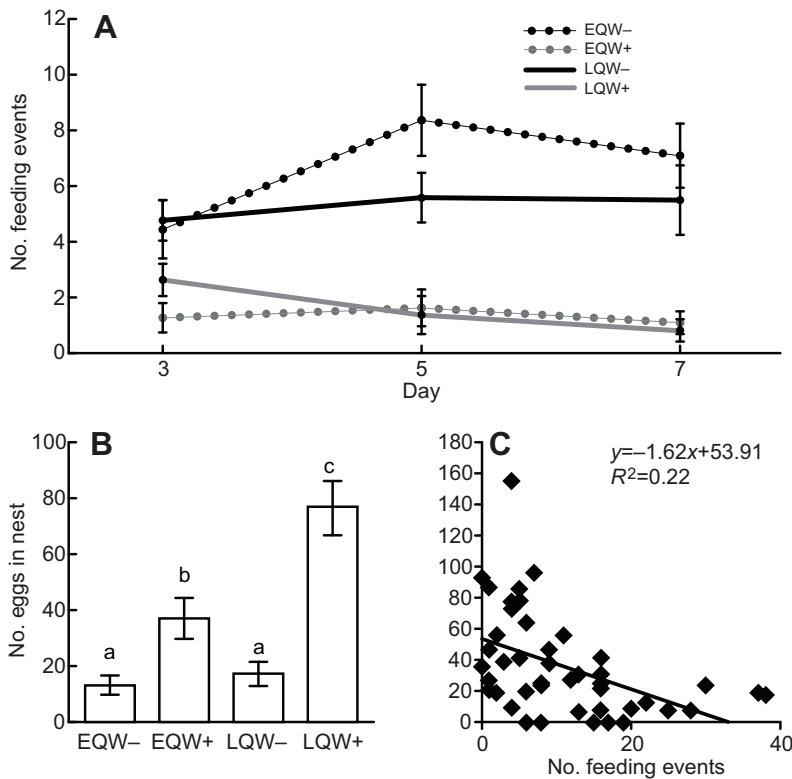 A
EQW–
EQW+
LQW–
LQW+
No. feeding events
12
10
8
6
4
2
0
3 5 7
Day
B
No. eggs in nest
100
80
60
40
20
0
a b a c
EQW– EQW+ LQW– LQW+
C
y=–1.62x+53.91
R2=0.22
180
160
140
120
100
80
60
40
20
0
0 20 40
No. feeding events